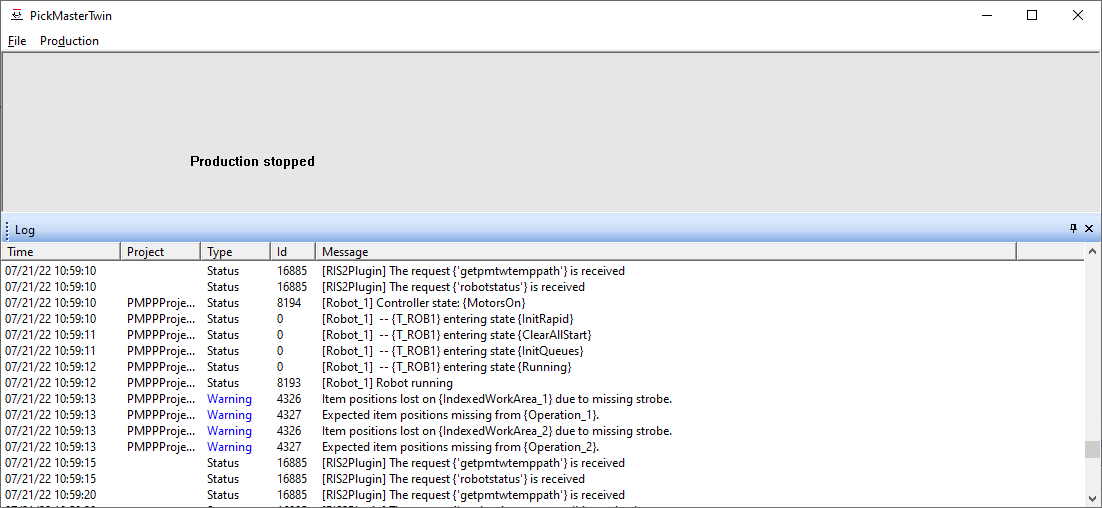 PickMasterTwin
File Production
Production stopped
Log
Time Project Type Id Message
07/21/22 10:59:10 Status 16885 [RIS2Plugin] The request {'getpmtwtemppath'} is received
07/21/22 10:59:10 Status 16885 [RIS2Plugin] The request {'robotstatus'} is received
07/21/22 10:59:10 PMPPProje... Status 8194 [Robot_1] Controller state: {MotorsOn}
07/21/22 10:59:10 PMPPProje... Status 0 [Robot_1] -- {T_ROB1} entering state {InitRapid}
07/21/22 10:59:11 PMPPProje... Status 0 [Robot_1] -- {T_ROB1} entering state {ClearAllStart}
07/21/22 10:59:11 PMPPProje... Status 0 [Robot_1] -- {T_ROB1} entering state {InitQueues}
07/21/22 10:59:12 PMPPProje... Status 0 [Robot_1] -- {T_ROB1} entering state {Running}
07/21/22 10:59:12 PMPPProje... Status 8193 [Robot_1] Robot running
07/21/22 10:59:13 PMPPProje... Warning 4326 Item positions lost on {IndexedWorkArea_1} due to missing strobe.
07/21/22 10:59:13 PMPPProje... Warning 4327 Expected item positions missing from {Operation_1}.
07/21/22 10:59:13 PMPPProje... Warning 4326 Item positions lost on {IndexedWorkArea_2} due to missing strobe.
07/21/22 10:59:13 PMPPProje... Warning 4327 Expected item positions missing from {Operation_2}.
07/21/22 10:59:15 Status 16885 [RIS2Plugin] The request {'getpmtwtemppath'} is received
07/21/22 10:59:15 Status 16885 [RIS2Plugin] The request {'robotstatus'} is received
07/21/22 10:59:20 Status 16885 [RIS2Plugin] The request {'getpmtwtemppath'} is received